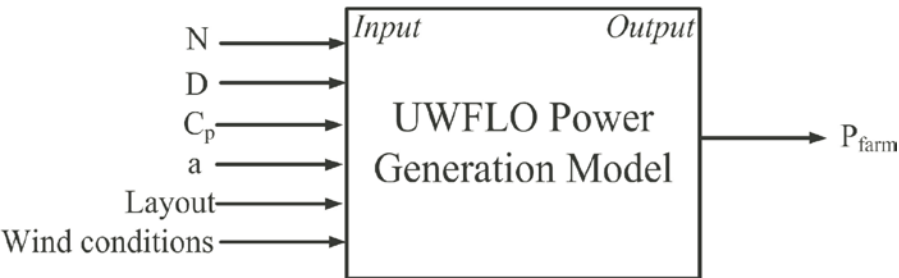 Input
Output
N
D
Cp
a
Layout
Wind conditions
UWFLO Power
Generation Model
Pfarm